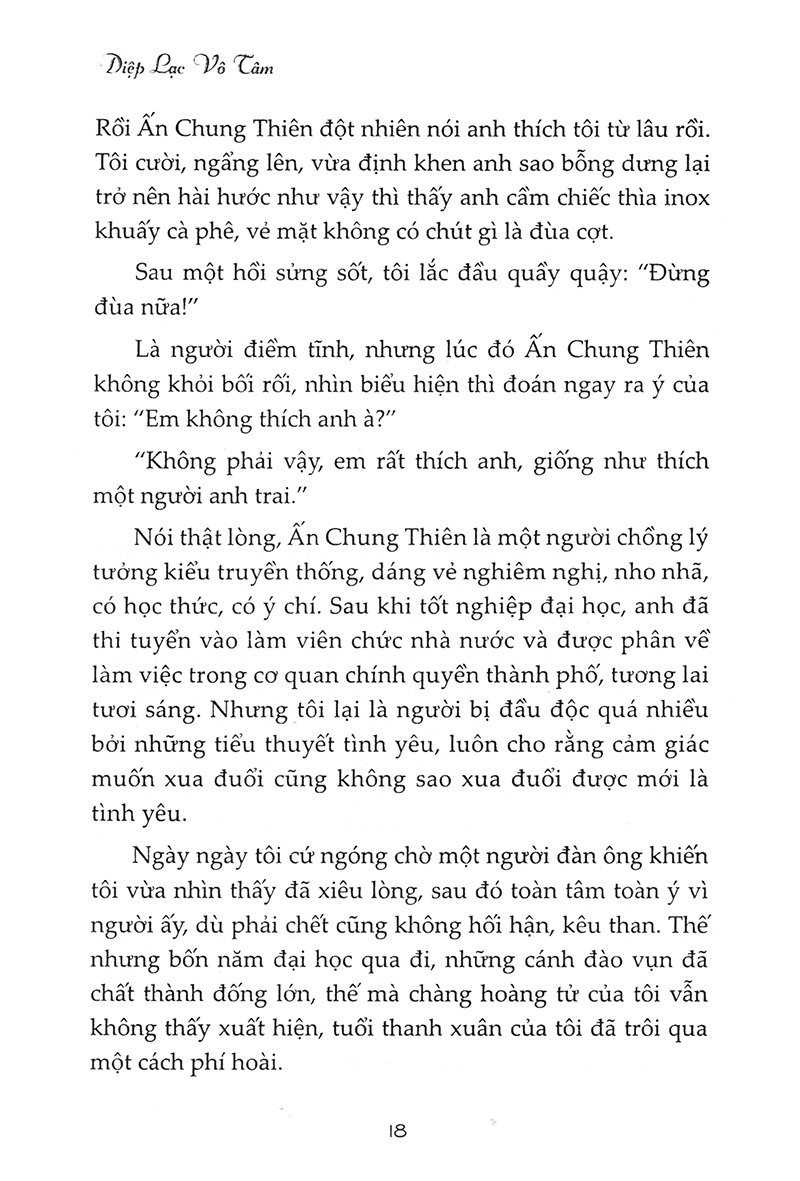 Diệp Lạc Vô Tâm
Rồi Ấn Chung Thiên đột nhiên nói anh thích tôi từ lâu rồi.
Tôi cười, ngẩng lên, vừa định khen anh sao bỗng dưng lại
trở nên hài hước như vậy thì thấy anh cầm chiếc thìa inox
khuấy cà phê, vẻ mặt không có chút gì là đùa cợt.
Sau một hồi sửng sốt, tôi lắc đầu quầy quậy: "Đừng
đùa nữa!"
Là người điềm tĩnh, nhưng lúc đó Ấn Chung Thiên
không khỏi bối rối, nhìn biểu hiện thì đoán ngay ra ý của
tôi: "Em không thích anh à?"
"Không phải vậy, em rất thích anh, giống như thích
một người anh trai."
Nói thật lòng, Ấn Chung Thiên là một người chồng lý
tưởng kiểu truyền thống, dáng vẻ nghiêm nghị, nho nhã,
có học thức, có ý chí. Sau khi tốt nghiệp đại học, anh đã
thi tuyển vào làm viên chức nhà nước và được phân về
làm việc trong cơ quan chính quyền thành phố, tương lai
tươi sáng. Nhưng tôi lại là người bị đầu độc quá nhiều
bởi những tiểu thuyết tình yêu, luôn cho rằng cảm giác
muốn xua đuổi cũng không sao xua đuổi được mới là
tình yêu.
Ngày ngày tôi cứ ngóng chờ một người đàn ông khiến
tôi vừa nhìn thấy đã xiêu lòng, sau đó toàn tâm toàn ý vì
người ấy, dù phải chết cũng không hối hận, kêu than. Thế
nhưng bốn năm đại học qua đi, những cánh đào vụn đã
chất thành đống lớn, thế mà chàng hoàng tử của tôi vẫn
không thấy xuất hiện, tuổi thanh xuân của tôi đã trôi qua
một cách phí hoài.
18